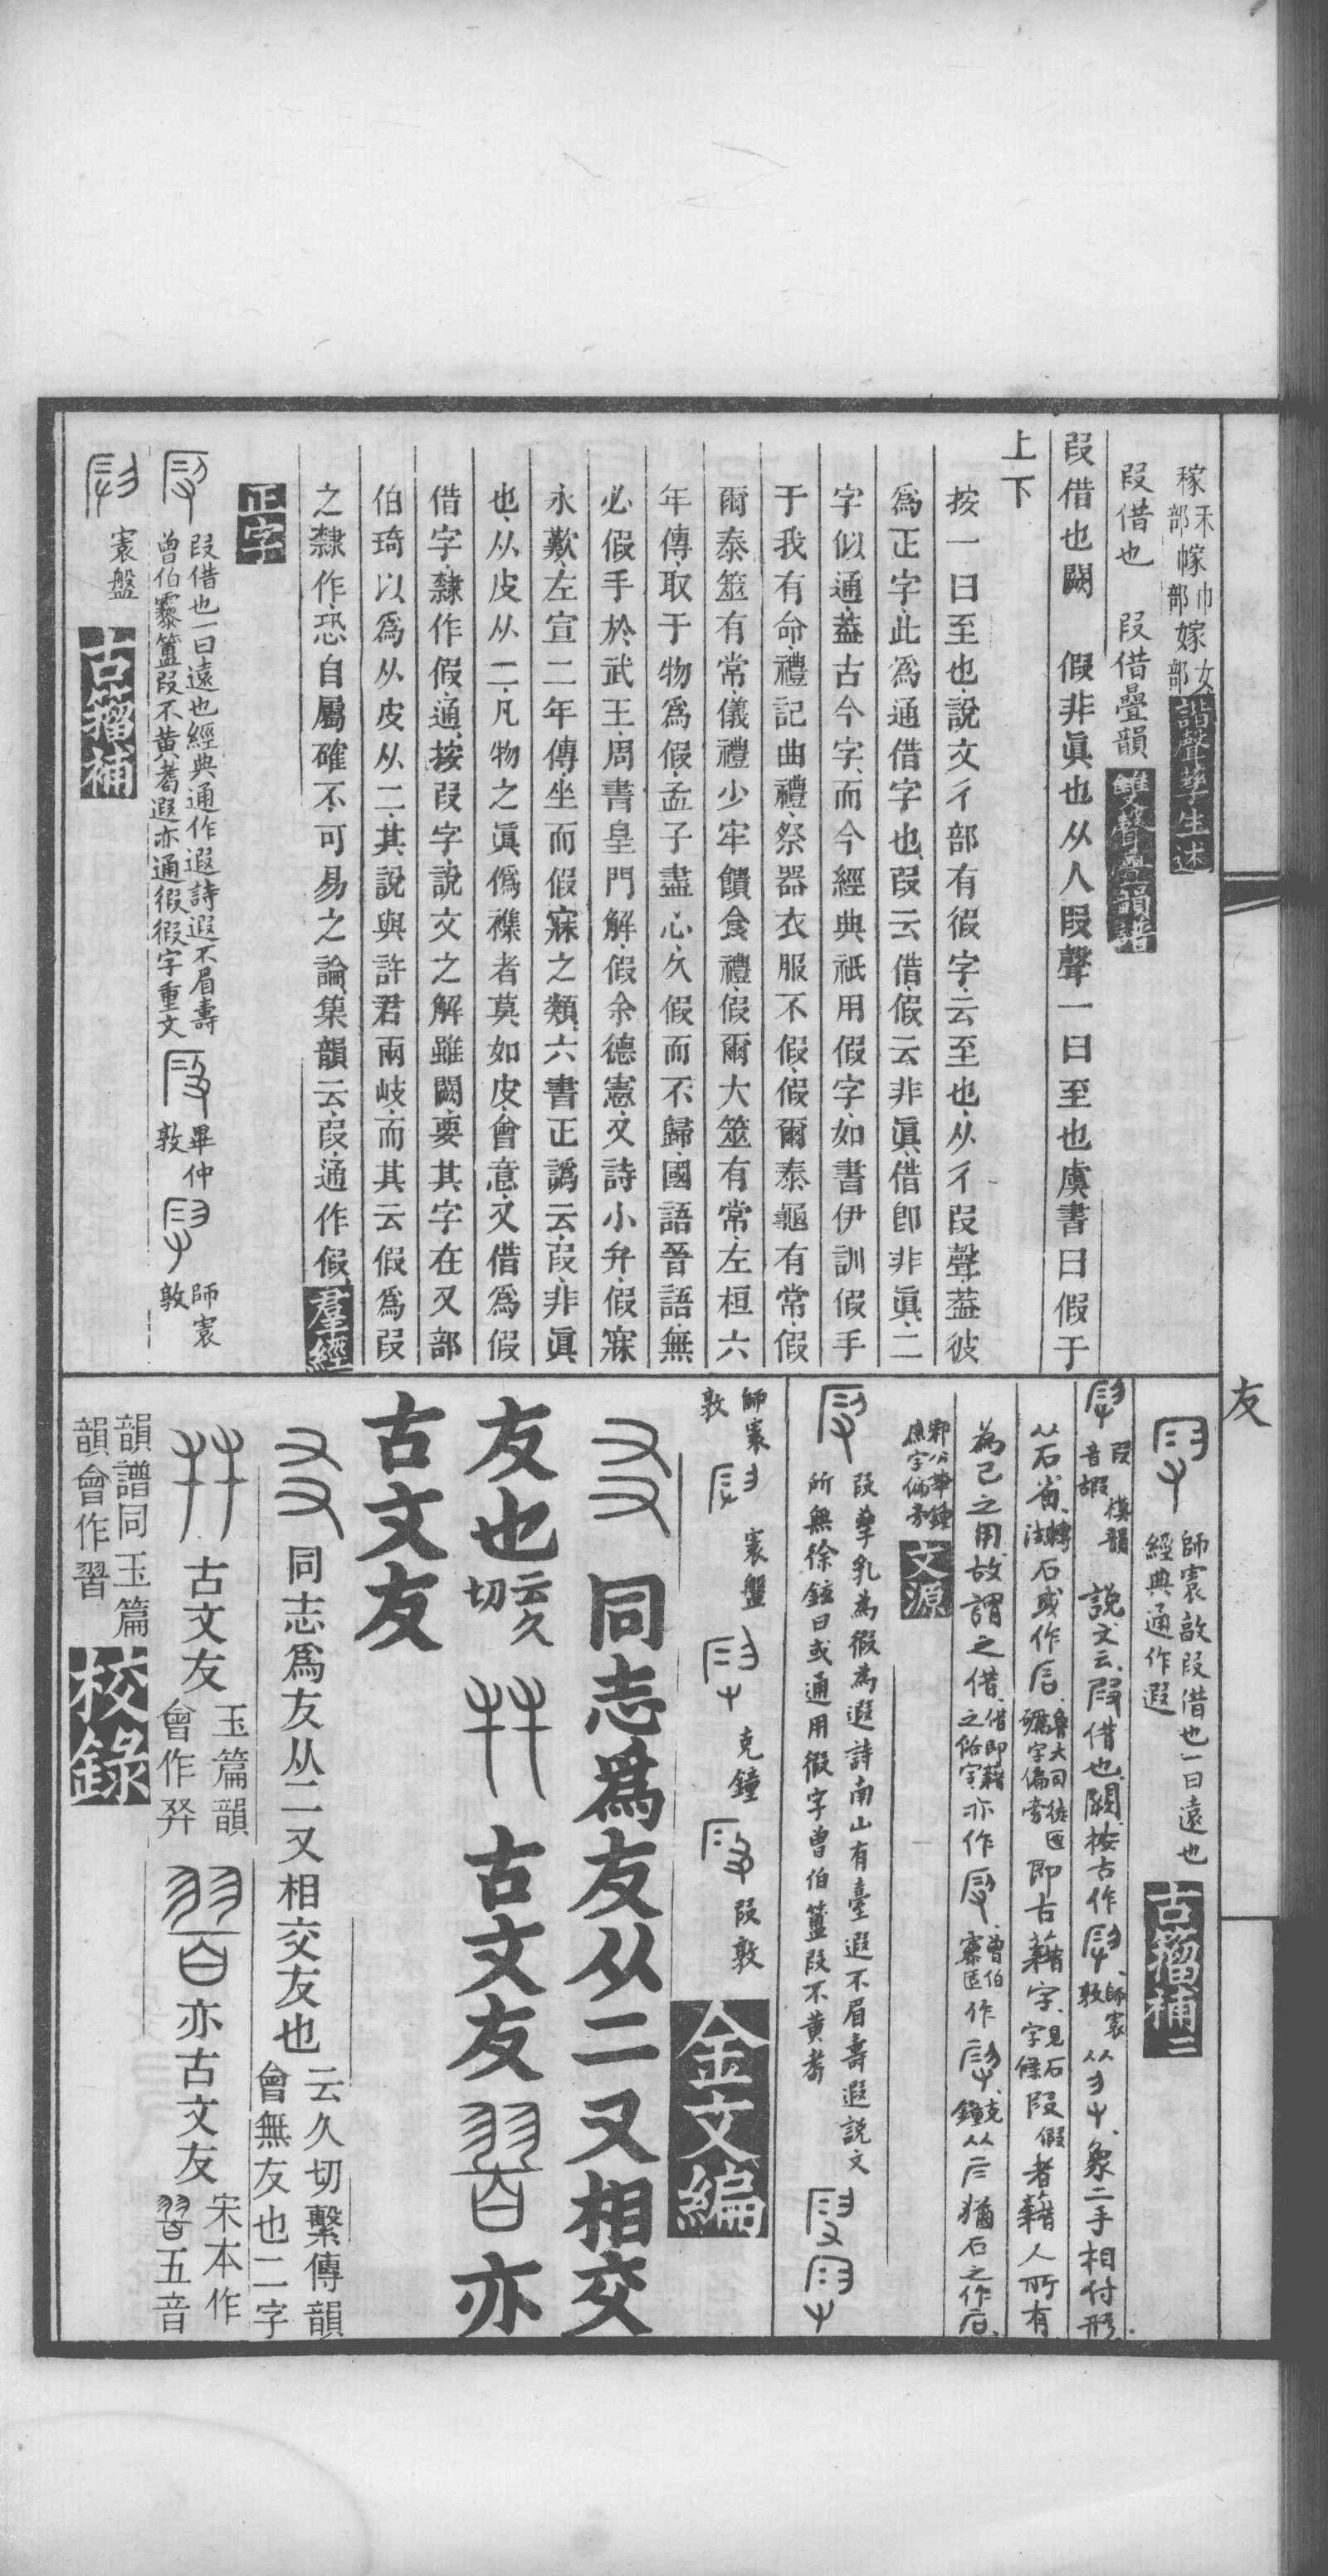 稼禾部 幏巾部 嫁女部 諧聲孳生述
叚借也 叚借疊韻 雙聲疊韻譜
叚借也闕 假非眞也从人叚聲一曰至也虞書曰假于
上下
按一曰至也說文彳部有徦字云至也从彳叚聲葢彼
爲正字此爲通借字也叚云借假云非眞借卽非眞二
字似通葢古今字而今經典祇用假字如書伊訓假手
于我有命禮記曲禮祭器衣服不假假爾泰龜有常假
爾泰筮有常儀禮少牢饋食禮假爾大筮有常左桓六
年傳取于物爲假孟子盡心久假而不歸國語晉語無
必假手於武王周書皇門解假余德憲文詩小弁假寐
永歎左宣二年傳坐而假寐之類六書正譌云叚非眞
也从皮从二凡物之眞僞襍者莫如皮會意又借爲假
借字隸作假通按叚字說文之解雖闕要其字在又部
伯琦以爲从皮从二其說與許君兩岐而其云假爲叚
之隸作恐自屬確不可易之論集韻云叚通作假 羣經
正字
叚借也一曰遠也經典通作遐詩遐不眉壽
曾伯霥簠叚不黃耇遐亦通徦徦字重文
畢仲敦 師寰敦
寰盤 古籀補
友
師寰敦叚借也一曰遠也
經典通作遐 古籀補二
叚音嘏 模韻 說文云叚借也闕按古作 師寰敦 从 象二手相付形
从石省 轉注 石或作 魯大司徒匜礪字偏旁 卽古藉字 見石字條 叚假者藉人所有
為己之用故謂之借 借卽藉之俗字 亦作 曾伯霥匜 作 克鐘 从 猶石之作
邾公華鐘 字偏旁 文源
叚孳乳為徦為遐詩南山有臺遐不眉壽遐說文
所無徐鉉曰或通用徦字曾伯簠叚不黃耇
師寰敦 寰盤 克鐘 叚敦 金文編
同志爲友从二又相交
友也 云久切 古文友 亦
古文友
同志爲友从二又相交友也 云久切繫傳韻
會無友也二字
古文友 玉篇韻會作 亦古文友 宋本作 五音
韻譜同玉篇
韻會作習 校錄